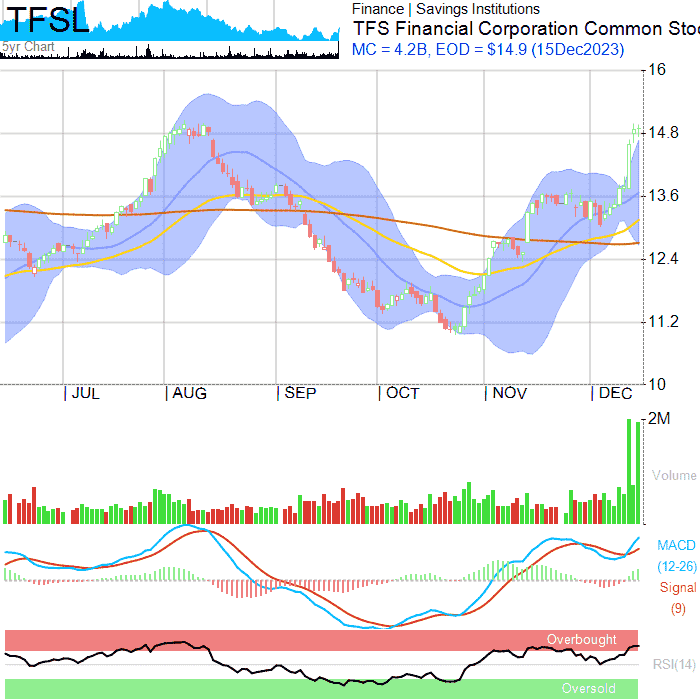 TFSL
5yr Chart
Finance | Savings Institutions
TFS Financial Corporation Common Stoc
MC = 4.2B, EOD = $14.9 (15Dec2023)
16
14.8
13.6
12.4
11.2
10
JUL AUG SEP OCT NOV DEC
2M
Volume
MACD
(12-26)
Signal
(9)
Overbought
RSI(14)
Oversold